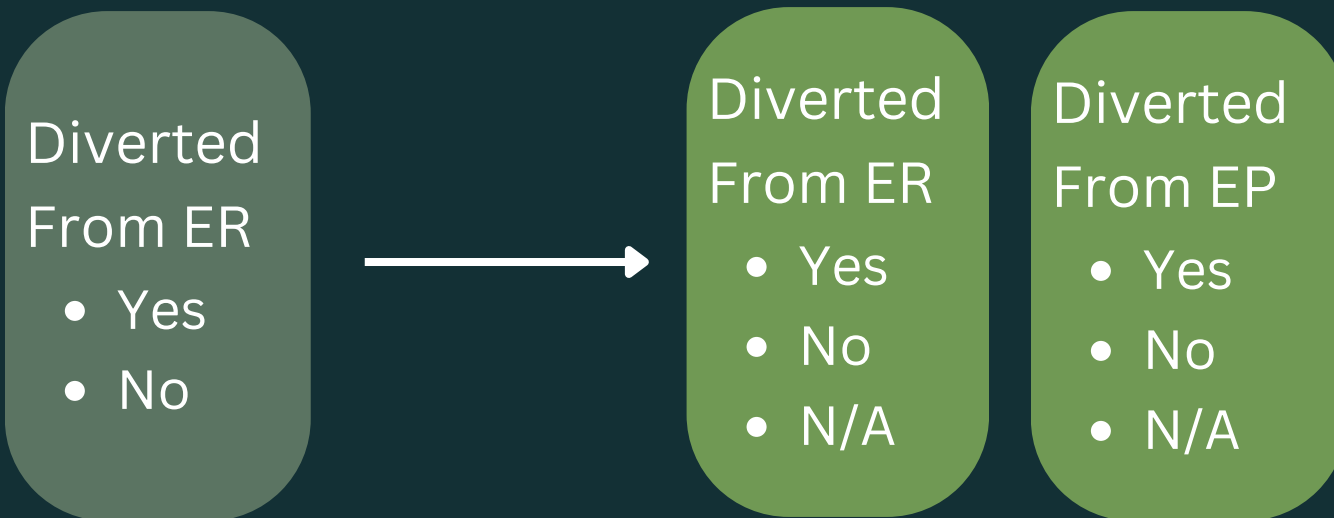 Diverted
From ER
• Yes
• No
Diverted
From ER
• Yes
• No
• N/A
Diverted
From EP
• Yes
• No
• N/A